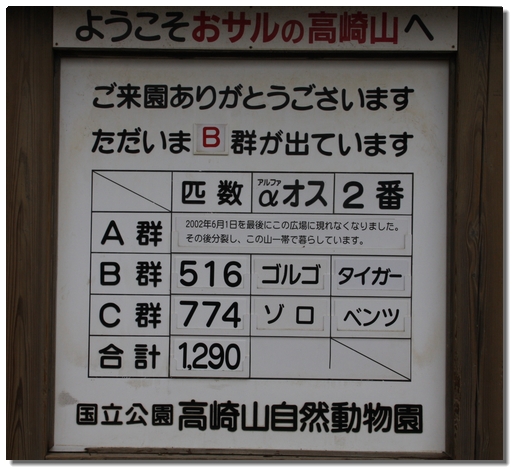 ようこそおサルの高崎山へ
ご来園ありがとうございます
ただいまB群が出ています
匹数 αオス 2番
アルファ
A群 2002年6月1日を最後にこの広場に現れなくなりました。
その後分裂し、この山一帯で暮らしています。
B群 516 ゴルゴ タイガー
C群 774 ゾロ ベンツ
合計 1,290
国立公園 高崎山自然動物園